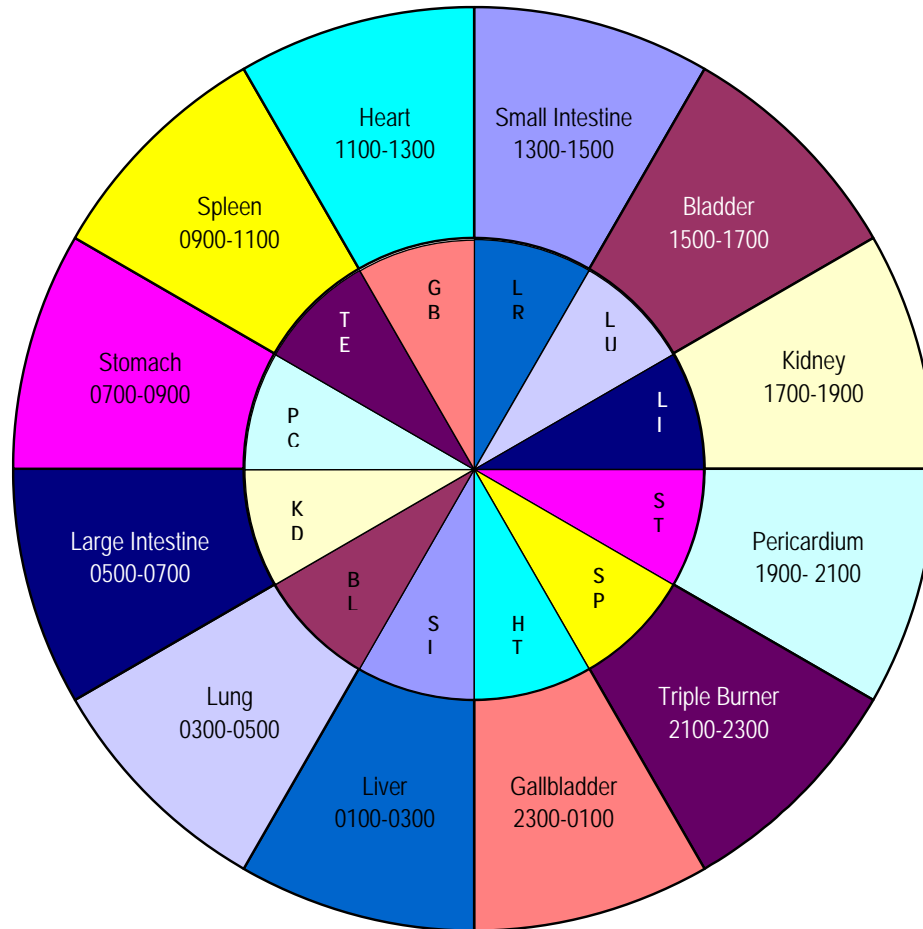 Heart
1100-1300
Small Intestine
1300-1500
Bladder
1500-1700
Kidney
1700-1900
Pericardium
1900- 2100
Triple Burner
2100-2300
Gallbladder
2300-0100
Liver
0100-0300
Lung
0300-0500
Large Intestine
0500-0700
Stomach
0700-0900
Spleen
0900-1100
G
B
L
R
L
U
L
I
S
T
S
P
H
T
S
I
B
L
K
D
P
C
T
E